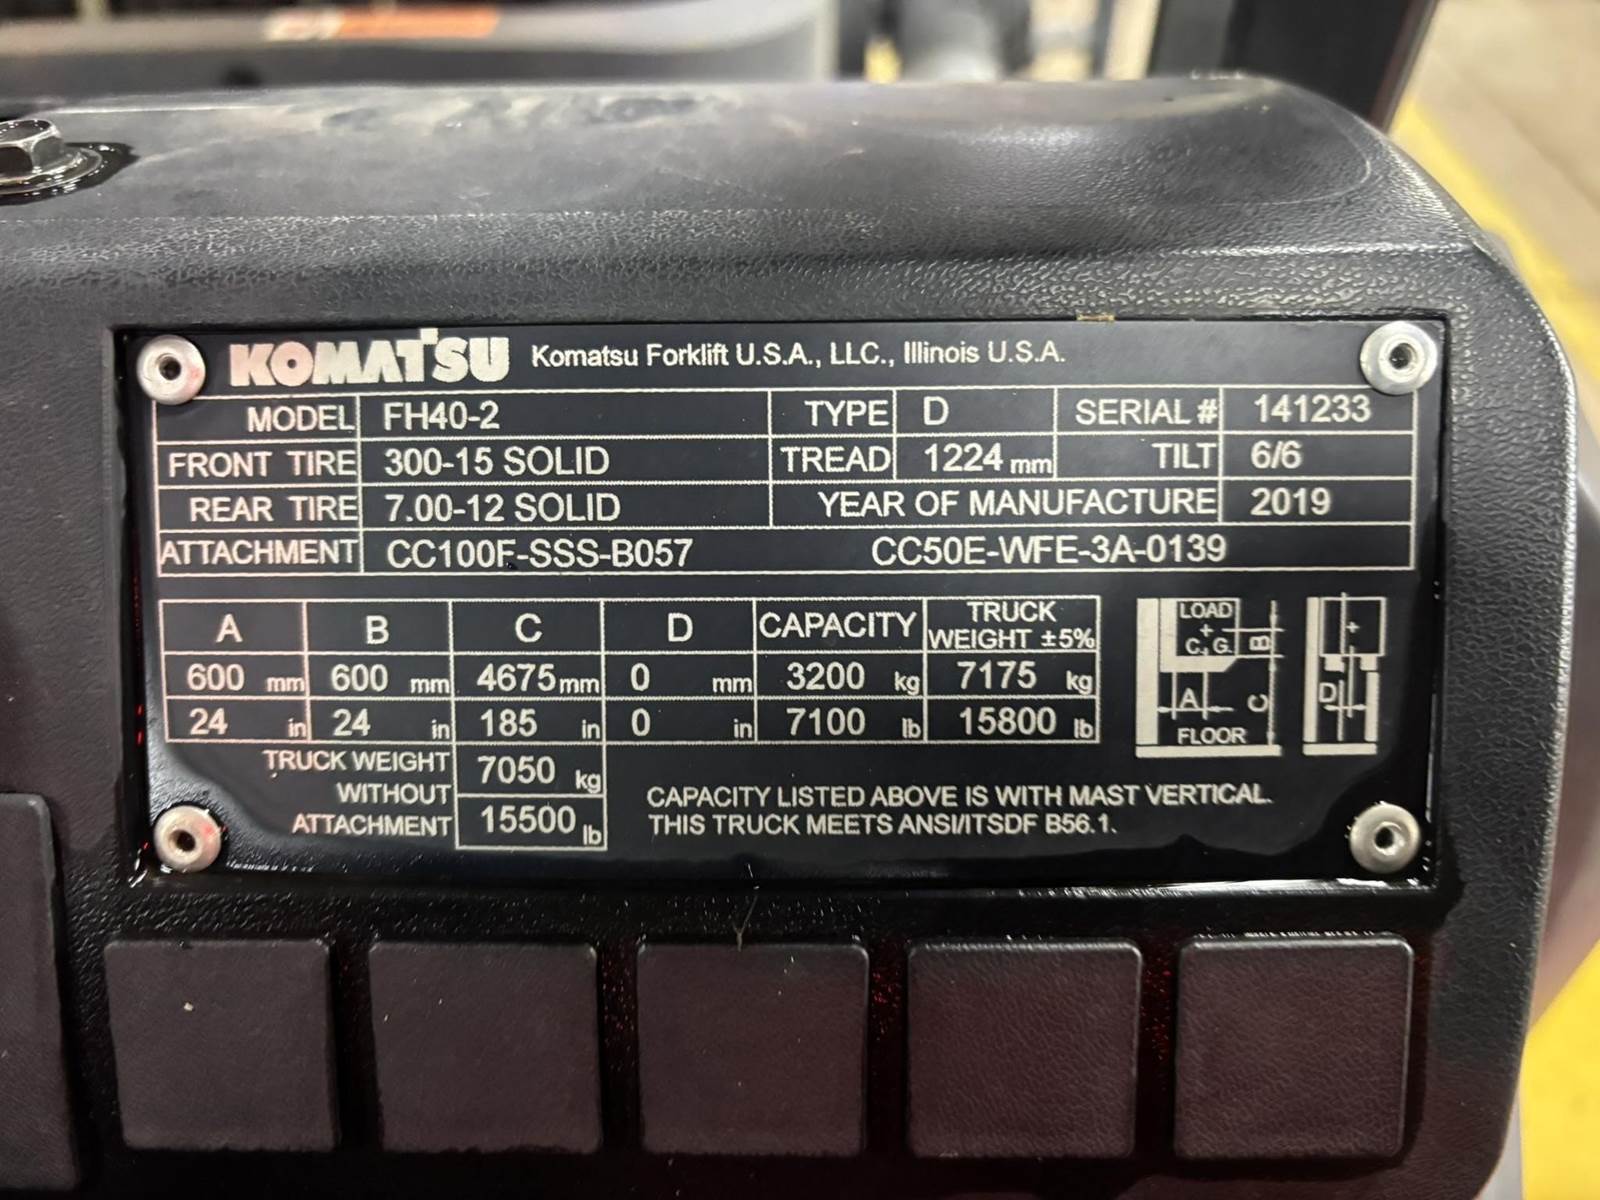 KOMATSU Komatsu Forklift U.S.A., LLC., Illinois U.S.A.
MODEL FH40-2 TYPE D SERIAL # 141233
FRONT TIRE 300-15 SOLID TREAD 1224 mm TILT 6/6
REAR TIRE 7.00-12 SOLID YEAR OF MANUFACTURE 2019
ATTACHMENT CC100F-SSS-B057 CC50E-WFE-3A-0139
A B C D CAPACITY TRUCK WEIGHT ±5%
600 mm 600 mm 4675 mm 0 mm 3200 kg 7175 kg
24 in 24 in 185 in 0 in 7100 lb 15800 lb
TRUCK WEIGHT WITHOUT ATTACHMENT 7050 kg
15500 lb
CAPACITY LISTED ABOVE IS WITH MAST VERTICAL.
THIS TRUCK MEETS ANSI/ITSDF B56.1.
LOAD
C. G. B
A C D
FLOOR